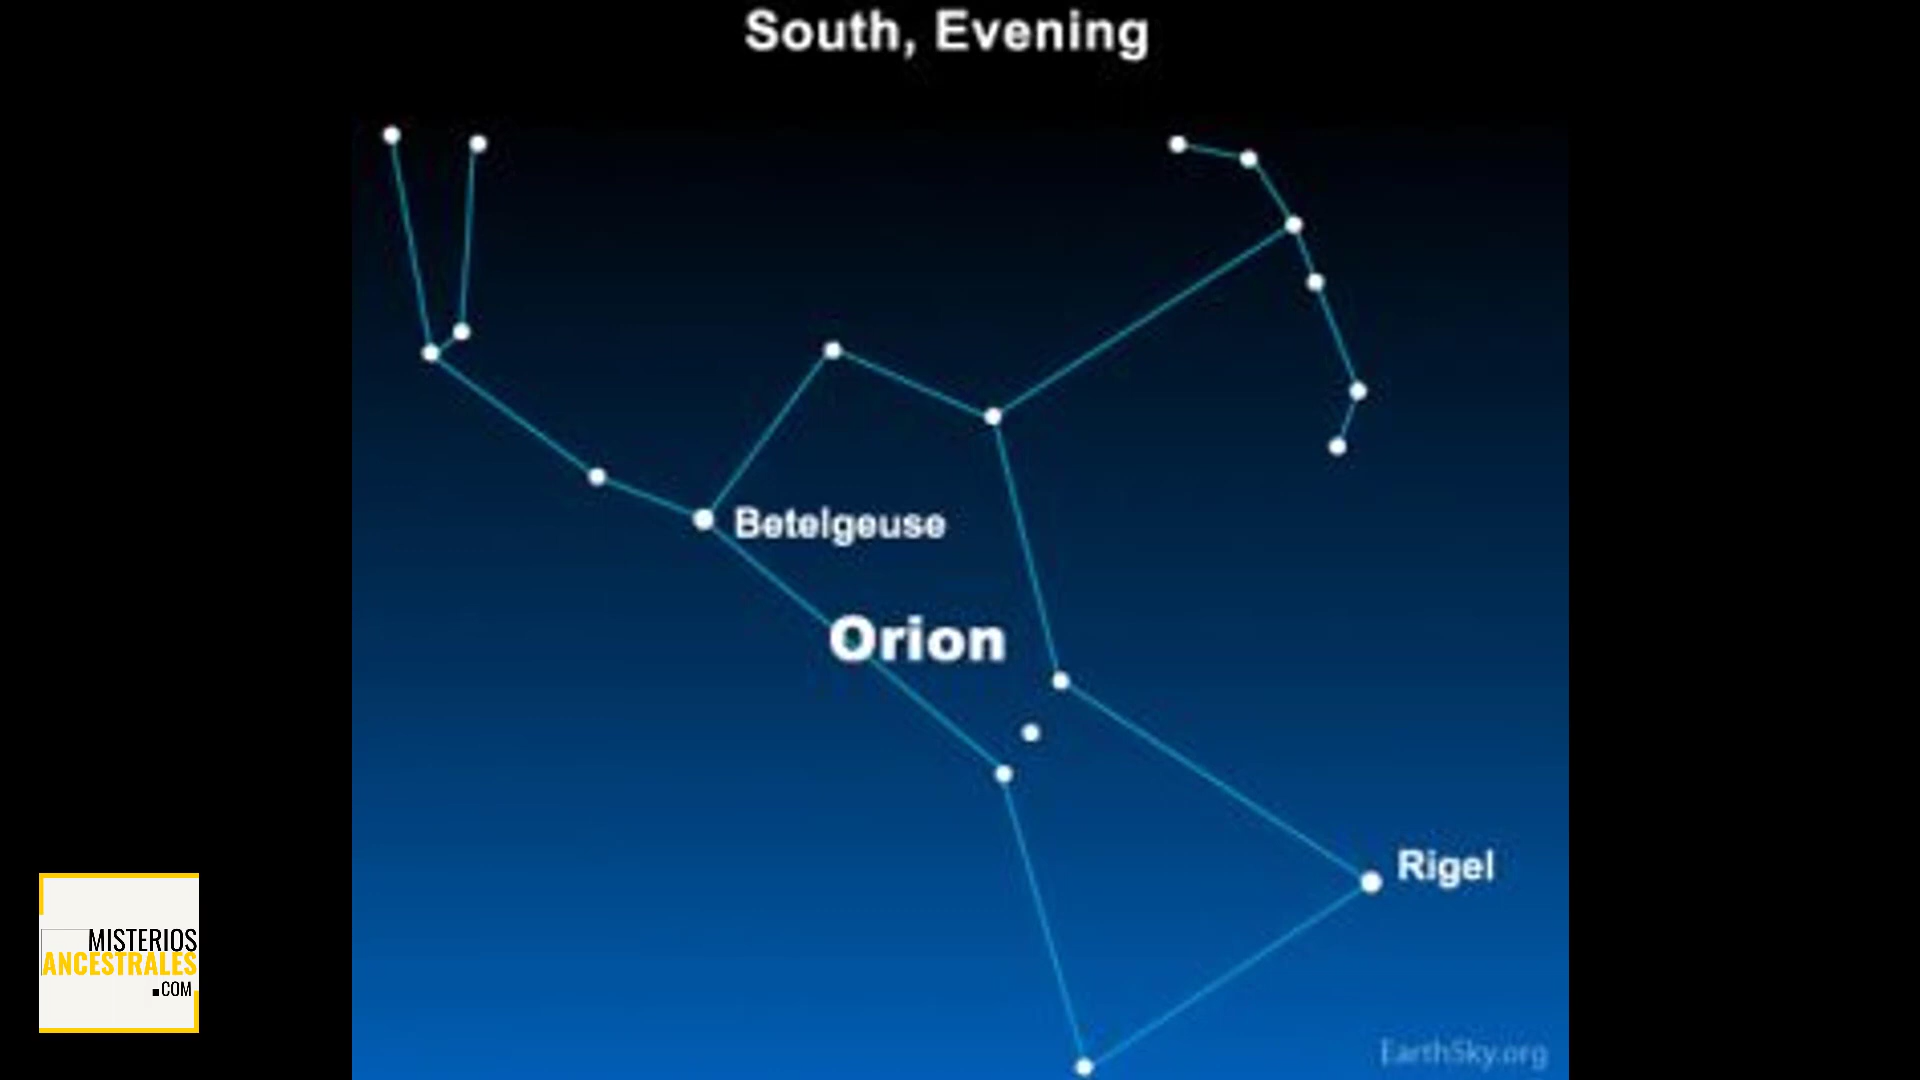 South, Evening
Betelgeuse
Orion
Rigel
MISTERIOS
ANCESTRALES
.COM
EarthSky.org